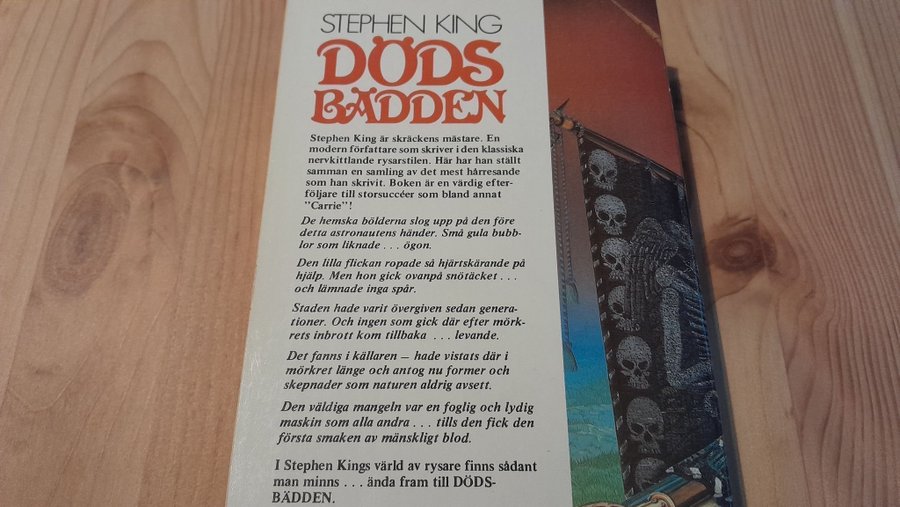 STEPHEN KING
DÖDS
BÄDDEN
Stephen King är skräckens mästare. En
modern författare som skriver i den klassiska
nervkittlande rysarstilen. Här har han ställt
samman en samling av det mest hårresande
som han skrivit. Boken är en värdig efter-
följare till storsuccéer som bland annat
"Carrie"!
De hemska bölderna slog upp på den före
detta astronautens händer. Små gula bubb-
lor som liknade . . . ögon.
Den lilla flickan ropade så hjärtskärande på
hjälp. Men hon gick ovanpå snötäcket . . .
och lämnade inga spår.
Staden hade varit övergiven sedan genera-
tioner. Och ingen som gick där efter mörk-
rets inbrott kom tillbaka . . . levande.
Det fanns i källaren – hade vistats där i
mörkret länge och antog nu former och
skepnader som naturen aldrig avsett.
Den väldiga mangeln var en foglig och lydig
maskin som alla andra . . . tills den fick den
första smaken av mänskligt blod.
I Stephen Kings värld av rysare finns sådant
man minns . . . ända fram till DÖDS-
BÄDDEN.